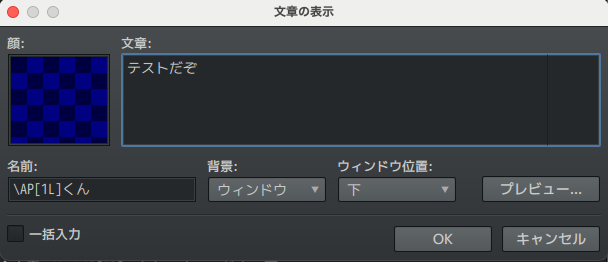 文章の表示
顔:
文章:
テストだぞ
名前:
背景:
ウィンドウ位置:
\AP[1L]くん
ウィンドウ
下
プレビュー...
一括入力
OK
キャンセル